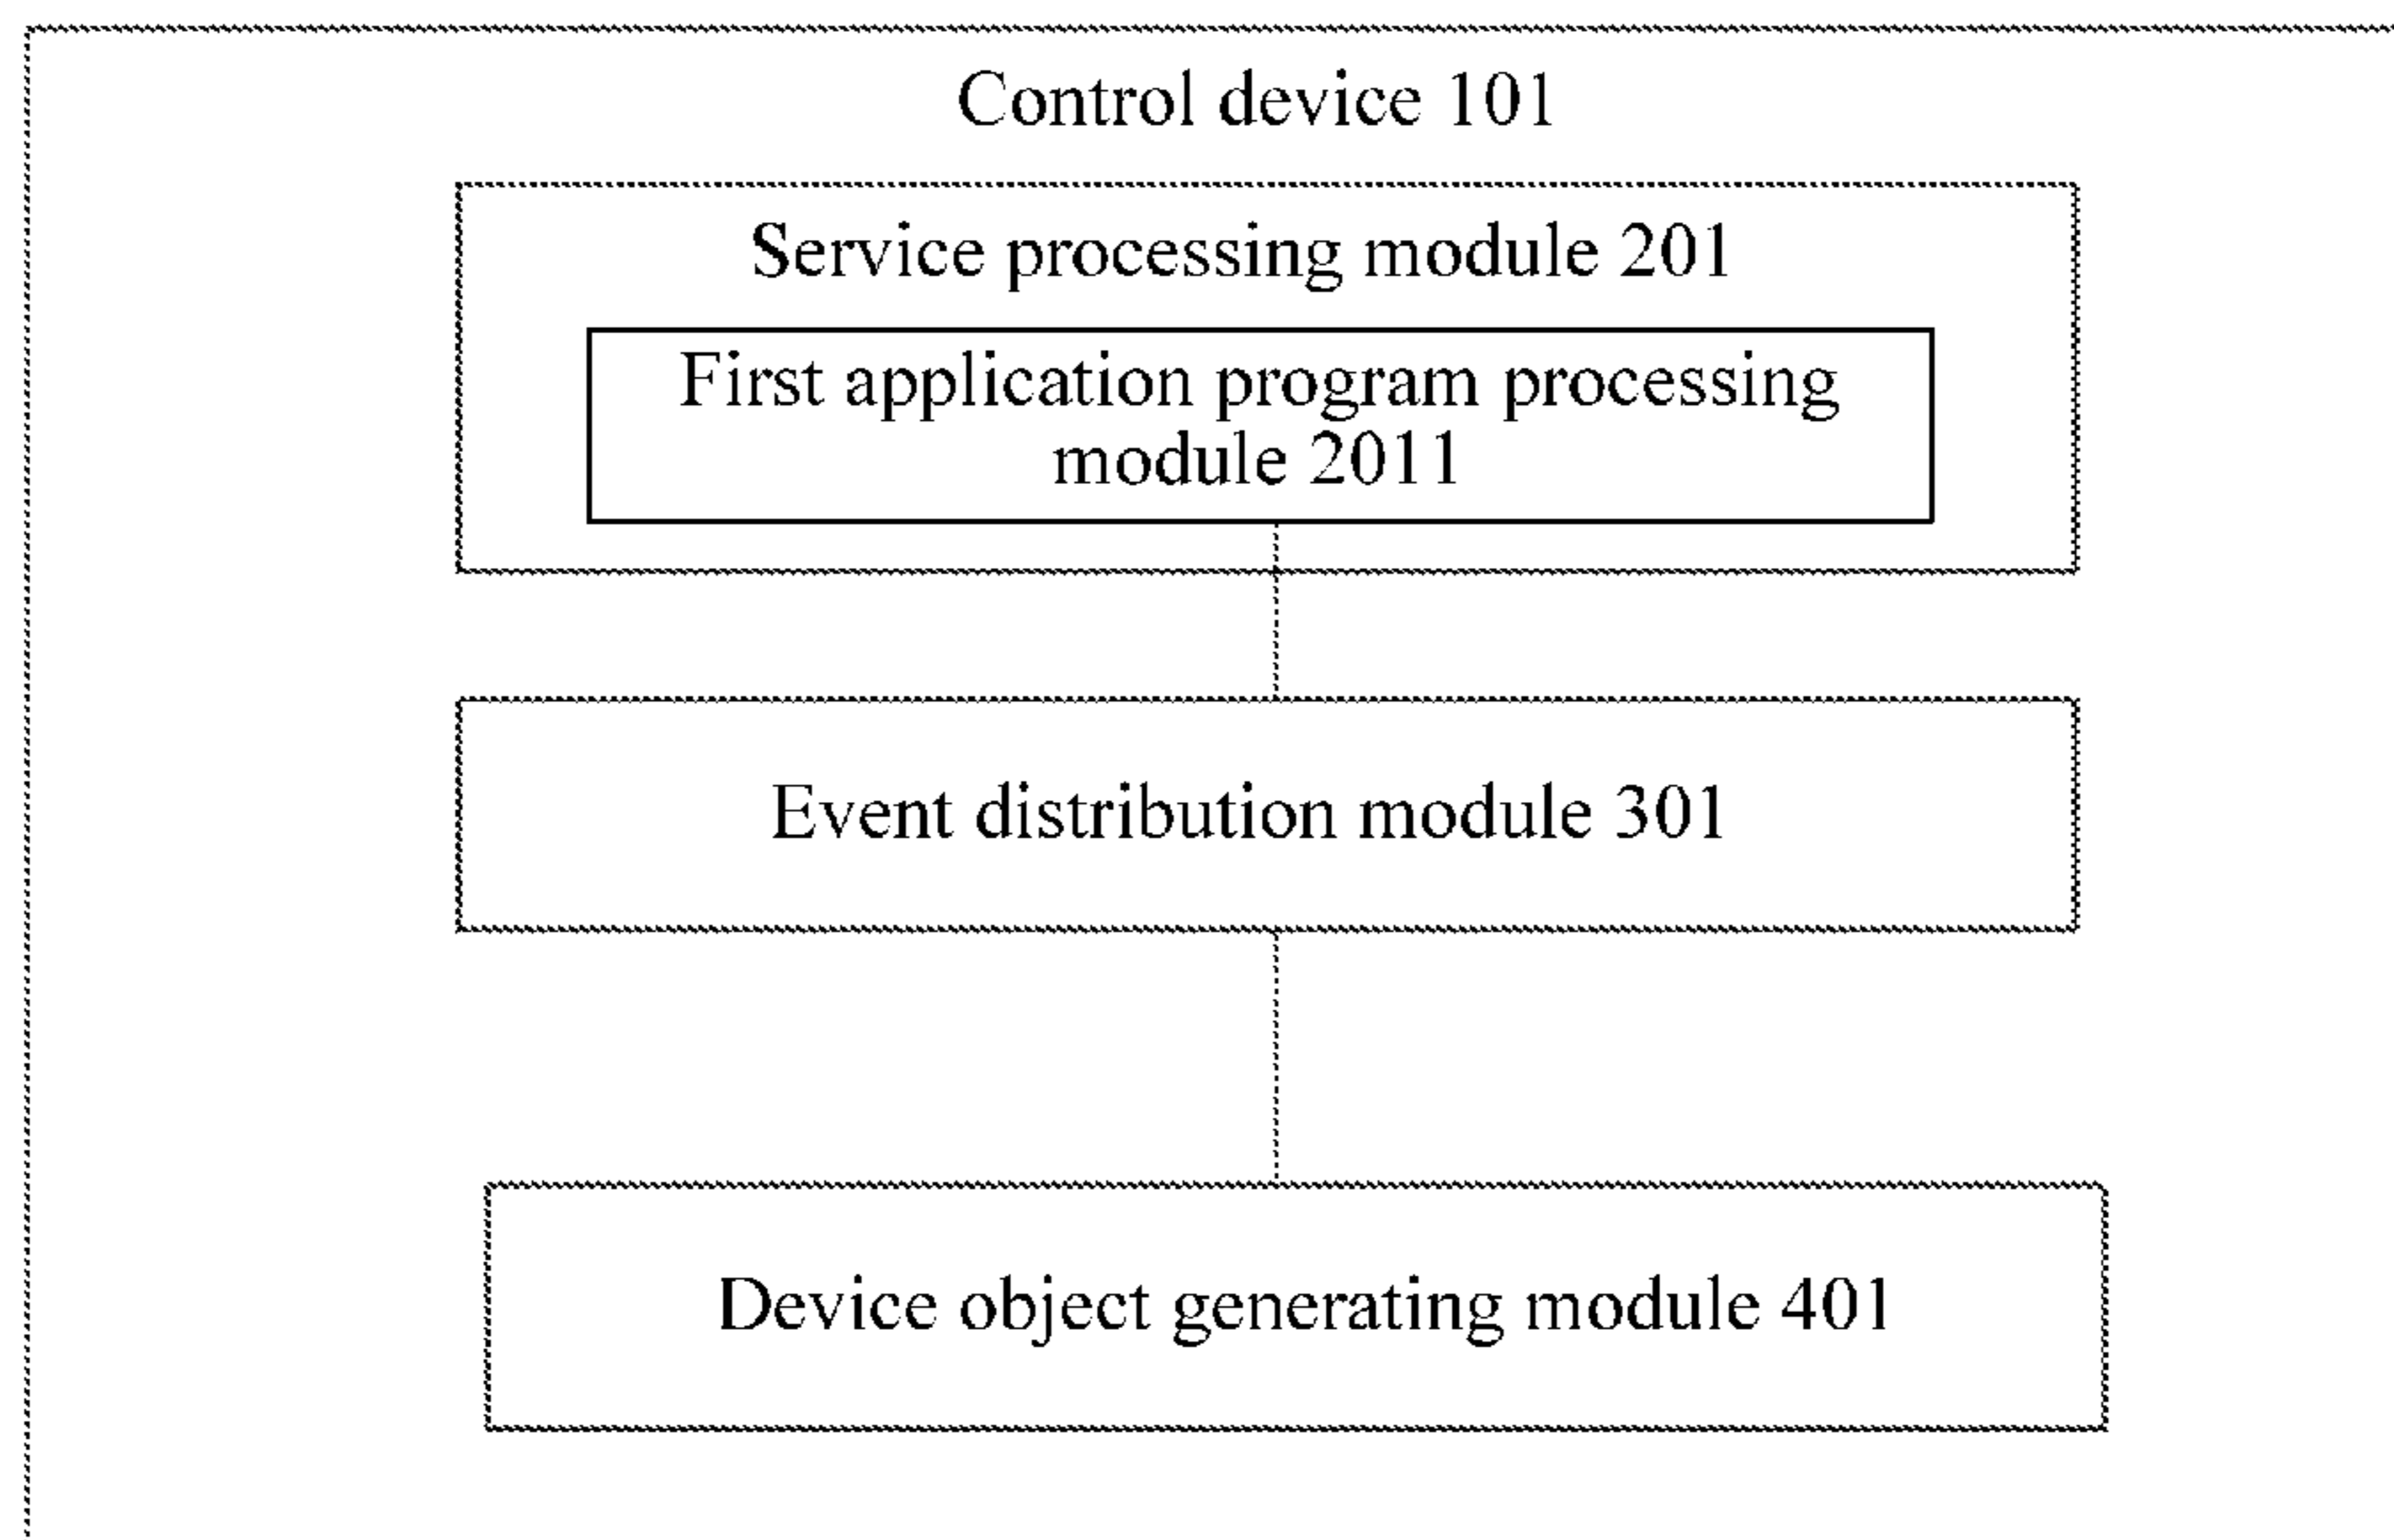 Control device 101
Service processing module 201
First application program processing
module 2011
Event distribution module 301
Device object generating module 401